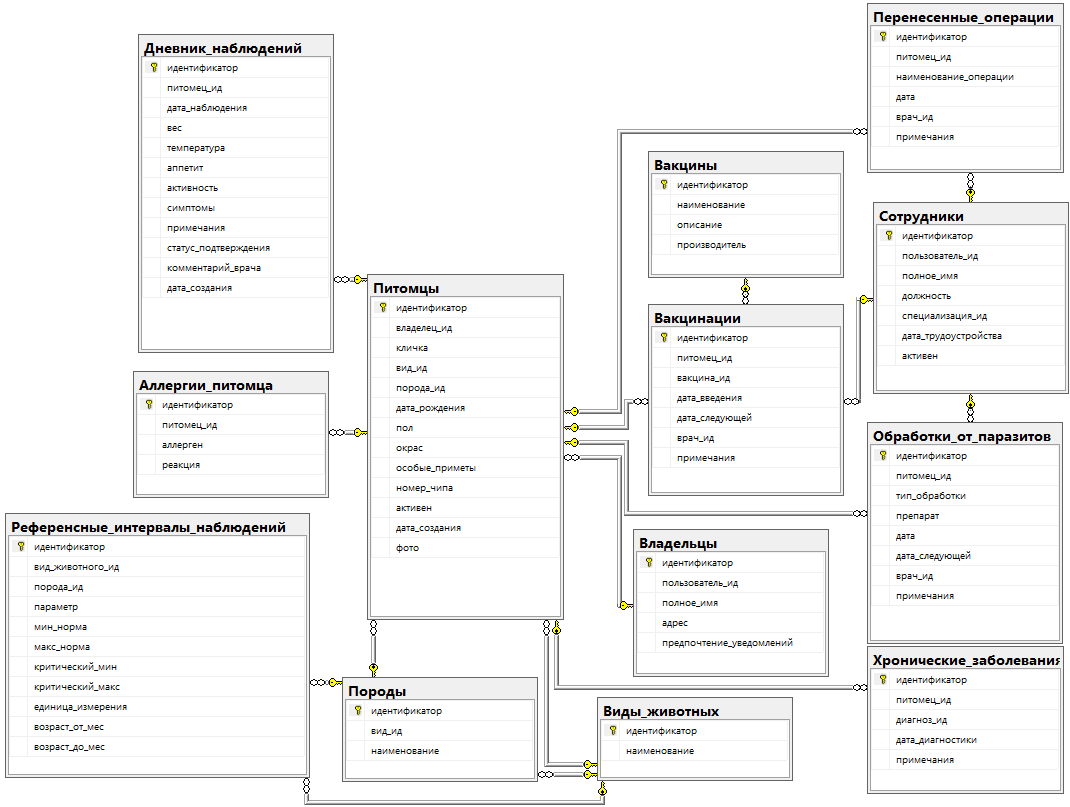 Дневник_наблюдений
идентификатор
питомец_ид
дата_наблюдения
вес
температура
аппетит
активность
симптомы
примечания
статус_подтверждения
комментарий_врача
дата_создания
Аллергии_питомца
идентификатор
питомец_ид
аллерген
реакция
Референсные_интервалы_наблюдений
идентификатор
вид_животного_ид
порода_ид
параметр
мин_норма
макс_норма
критический_мин
критический_макс
единица_измерения
возраст_от_мес
возраст_до_мес
Питомцы
идентификатор
владелец_ид
кличка
вид_ид
порода_ид
дата_рождения
пол
окрас
особые_приметы
номер_чипа
активен
дата_создания
фото
Породы
идентификатор
вид_ид
наименование
Вакцины
идентификатор
наименование
описание
производитель
Вакцинации
идентификатор
питомец_ид
вакцина_ид
дата_введения
дата_следующей
врач_ид
примечания
Владельцы
идентификатор
пользователь_ид
полное_имя
адрес
предпочтение_уведомлений
Виды_животных
идентификатор
наименование
Перенесенные_операции
идентификатор
питомец_ид
наименование_операции
дата
врач_ид
примечания
Сотрудники
идентификатор
пользователь_ид
полное_имя
должность
специализация_ид
дата_трудоустройства
активен
Обработки_от_паразитов
идентификатор
питомец_ид
тип_обработки
препарат
дата
дата_следующей
врач_ид
примечания
Хронические_заболевания
идентификатор
питомец_ид
диагноз_ид
дата_диагностики
примечания